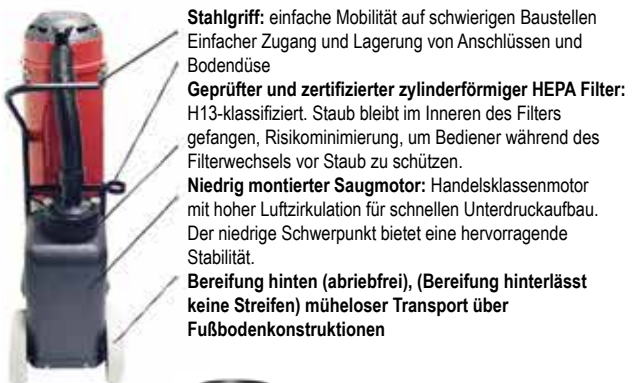 Stahlgriff: einfache Mobilität auf schwierigen Baustellen
Einfacher Zugang und Lagerung von Anschlüssen und
Bodendüse
Geprüfter und zertifizierter zylinderförmiger HEPA Filter:
H13-klassifiziert. Staub bleibt im Inneren des Filters
gefangen, Risikominimierung, um Bediener während des
Filterwechsels vor Staub zu schützen.
Niedrig montierter Saugmotor: Handelsklassenmotor
mit hoher Luftzirkulation für schnellen Unterdruckaufbau.
Der niedrige Schwerpunkt bietet eine hervorragende
Stabilität.
Bereifung hinten (abriebfrei), (Bereifung hinterlässt
keine Streifen) müheloser Transport über
Fußbodenkonstruktionen